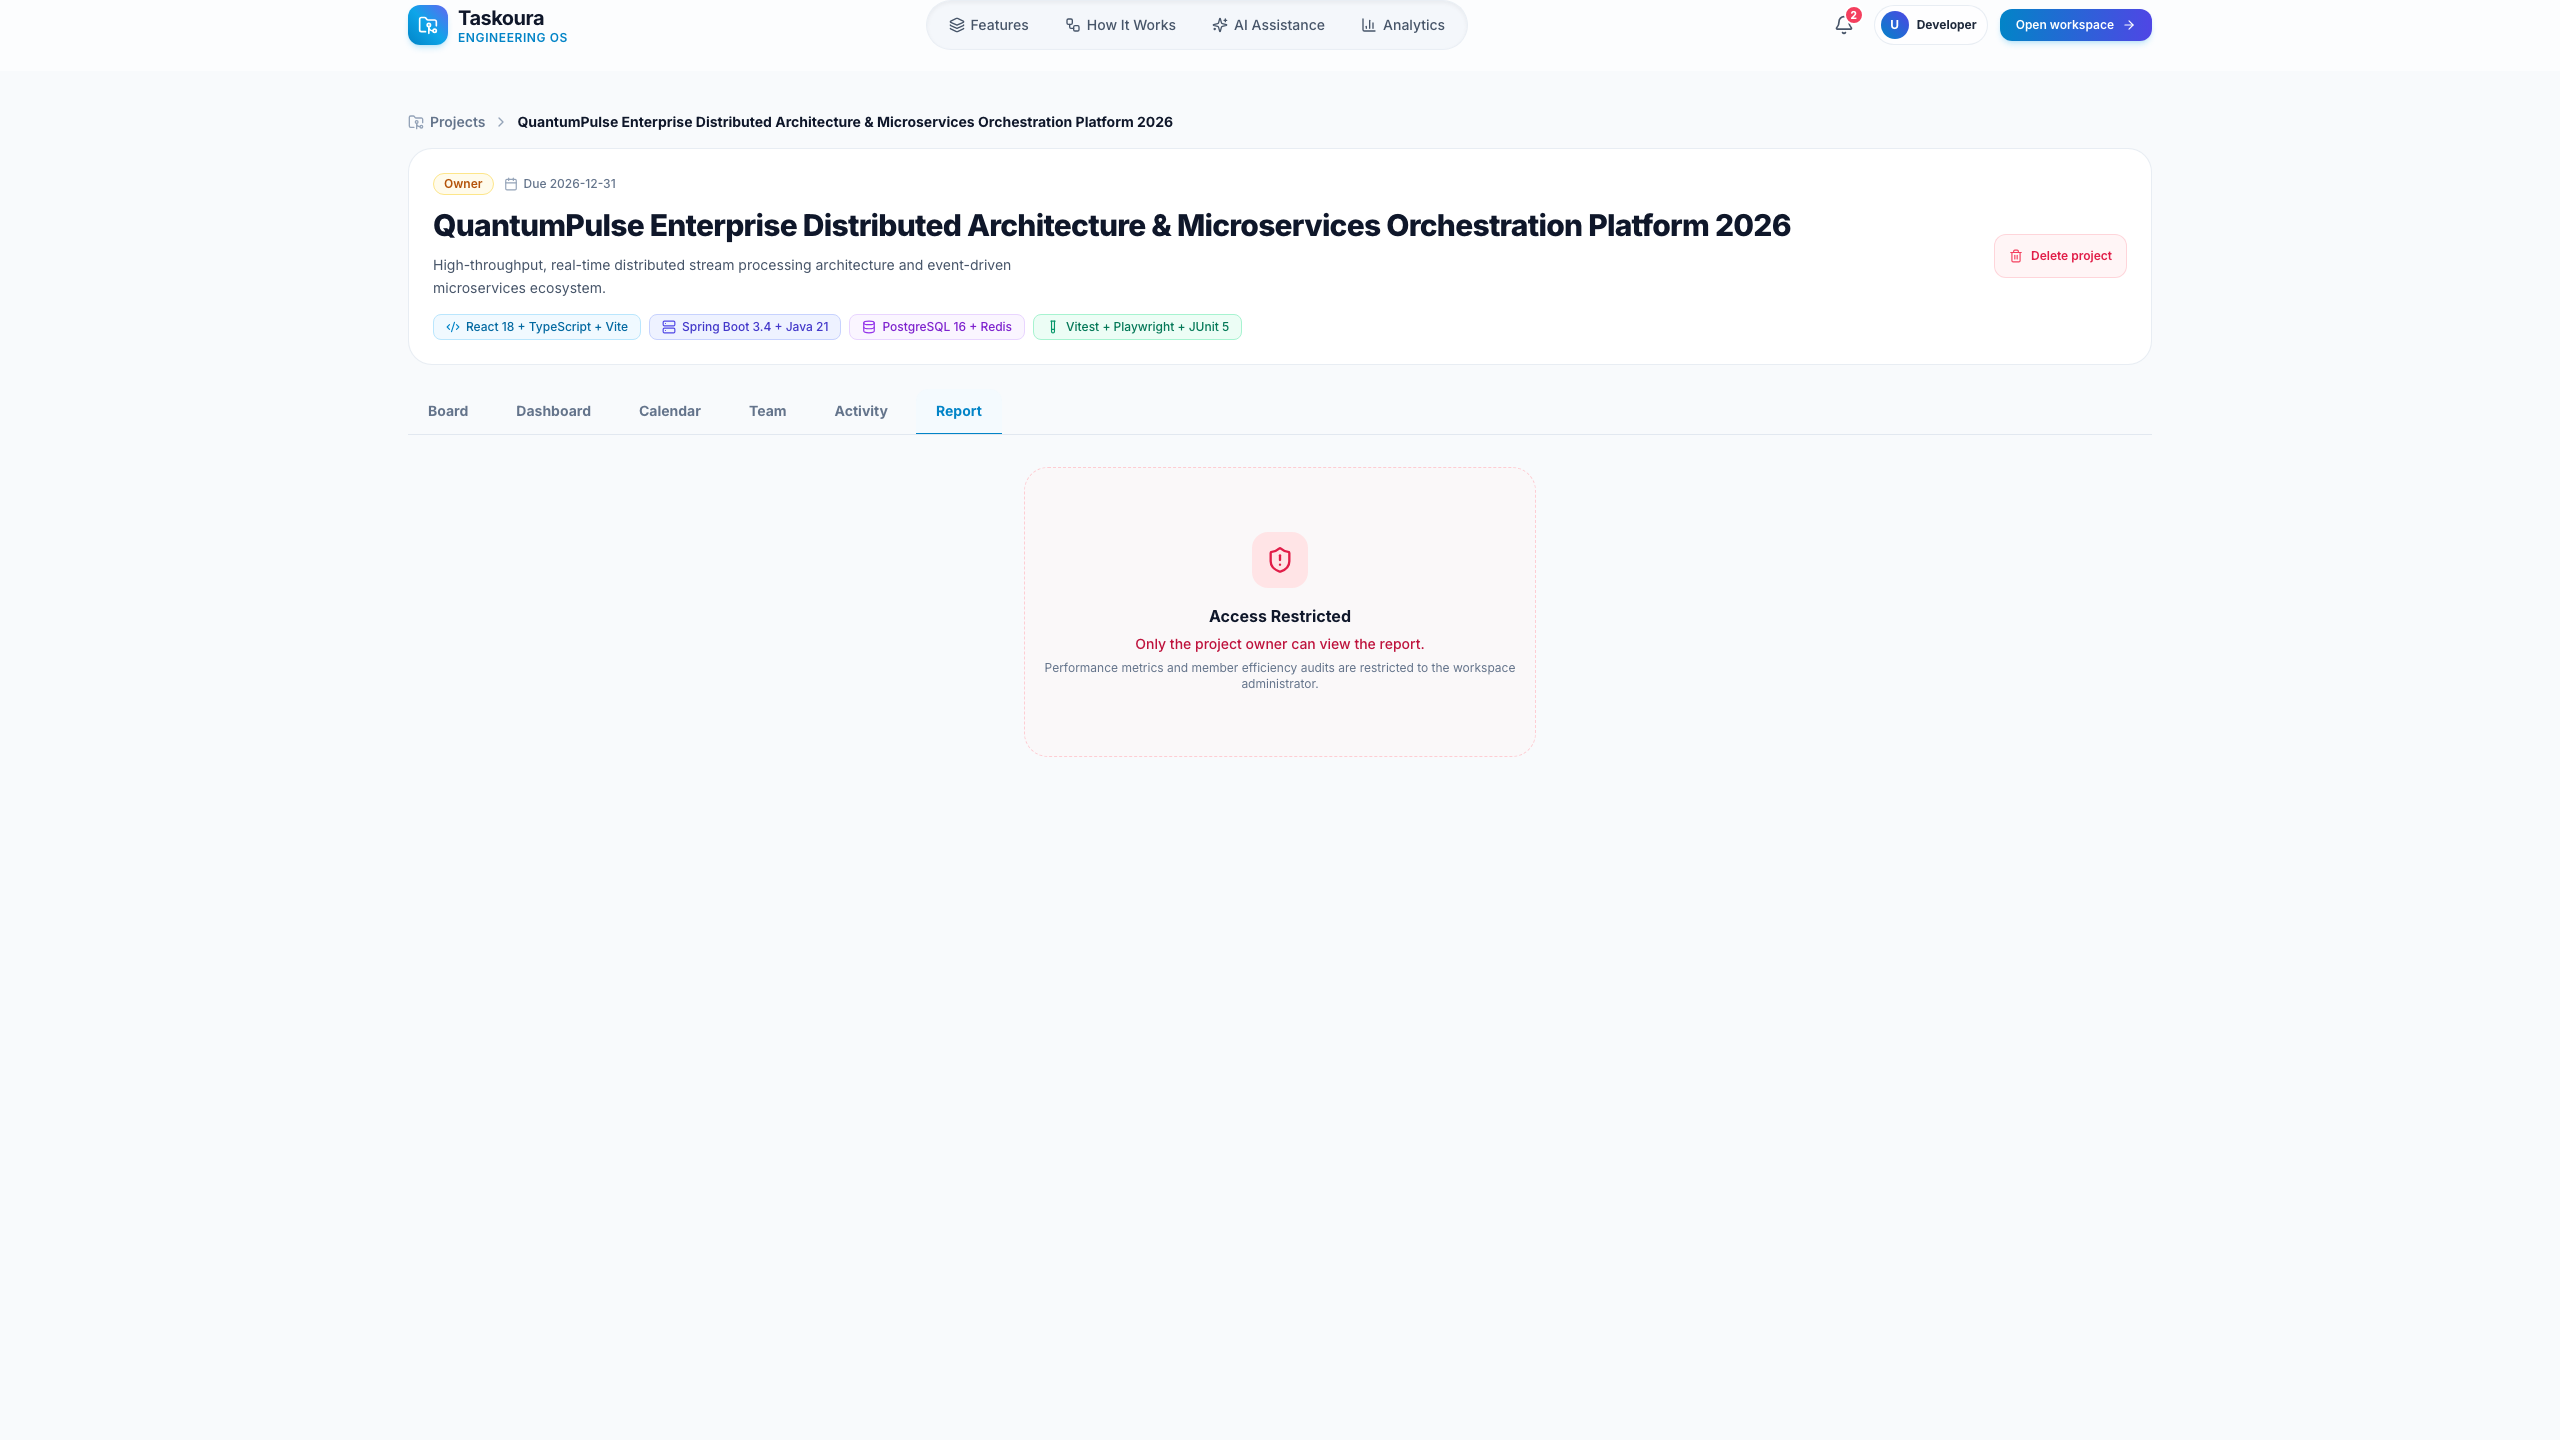 Taskoura
ENGINEERING OS
Features
How It Works
AI Assistance
Analytics
2
U
Developer
Open workspace
Projects
QuantumPulse Enterprise Distributed Architecture & Microservices Orchestration Platform 2026
Owner
Due 2026-12-31
QuantumPulse Enterprise Distributed Architecture & Microservices Orchestration Platform 2026
High-throughput, real-time distributed stream processing architecture and event-driven
microservices ecosystem.
Delete project
React 18 + TypeScript + Vite
Spring Boot 3.4 + Java 21
PostgreSQL 16 + Redis
Vitest + Playwright + JUnit 5
Board
Dashboard
Calendar
Team
Activity
Report
Access Restricted
Only the project owner can view the report.
Performance metrics and member efficiency audits are restricted to the workspace
administrator.